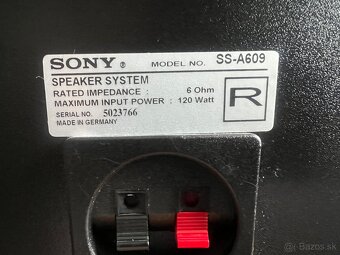 SONY® MODEL NO. SS-A609
SPEAKER SYSTEM
RATED IMPEDANCE : 6 Ohm
MAXIMUM INPUT POWER : 120 Watt
SERIAL NO. 5023766
MADE IN GERMANY
R
Bazos.sk